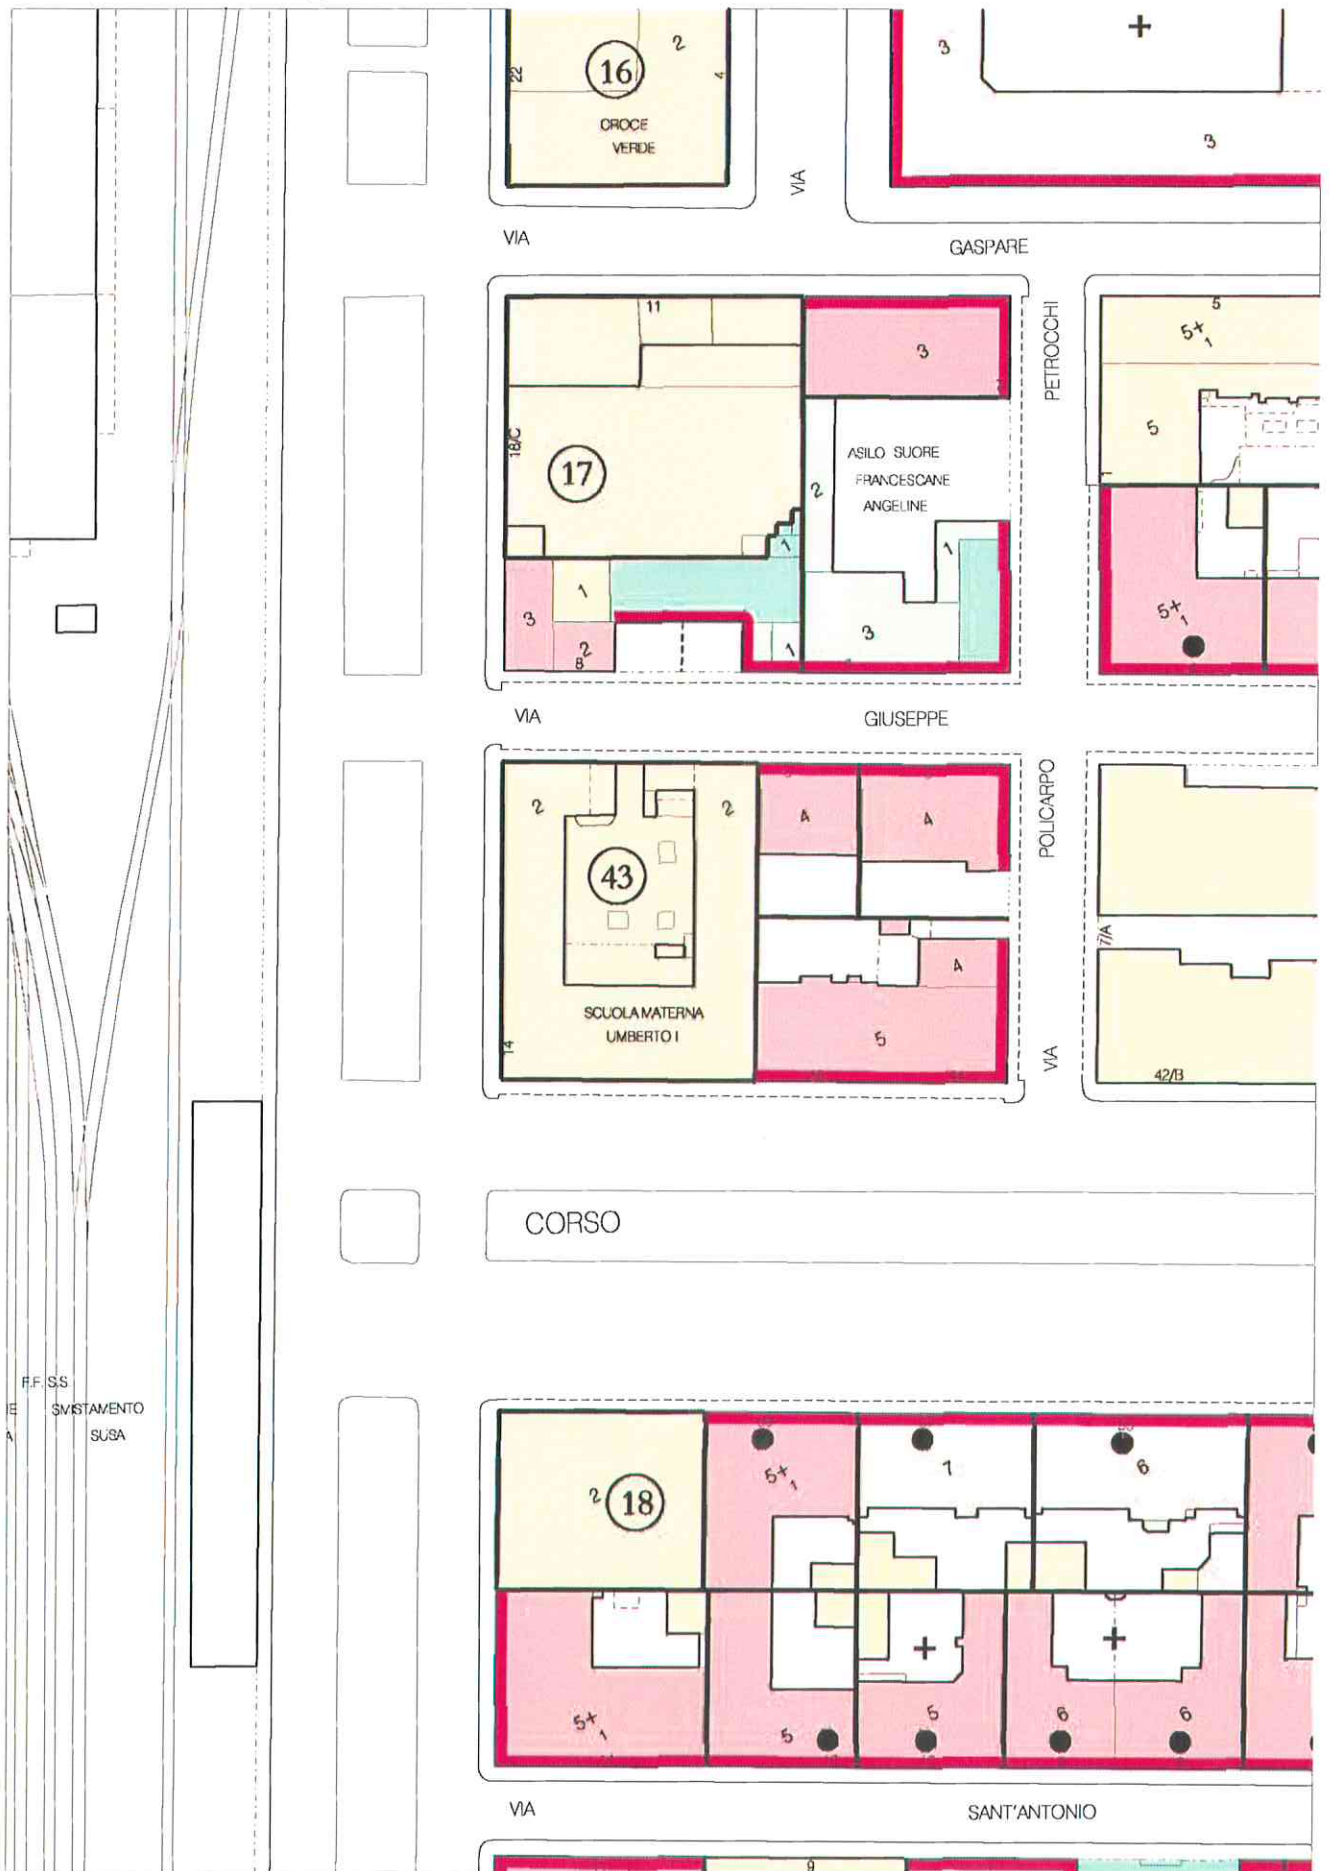 16
2
22
4
3
3
CROCE
VERDE
VIA
VIA
GASPARE
PETROCCHI
11
3
5
5+1
5
1
18/C
17
2
ASILO SUORE
FRANCESCANE
ANGELINE
1
1
1
3
2
8
1
3
5+1
VIA
GIUSEPPE
POLICARPO
2
2
4
4
43
7/A
4
5
SCUOLA MATERNA
UMBERTO I
14
VIA
42/B
CORSO
F.F. S.S
SMISTAMENTO
SUSA
2
18
5+1
7
6
5+1
5
5
6
6
VIA
SANT'ANTONIO
9